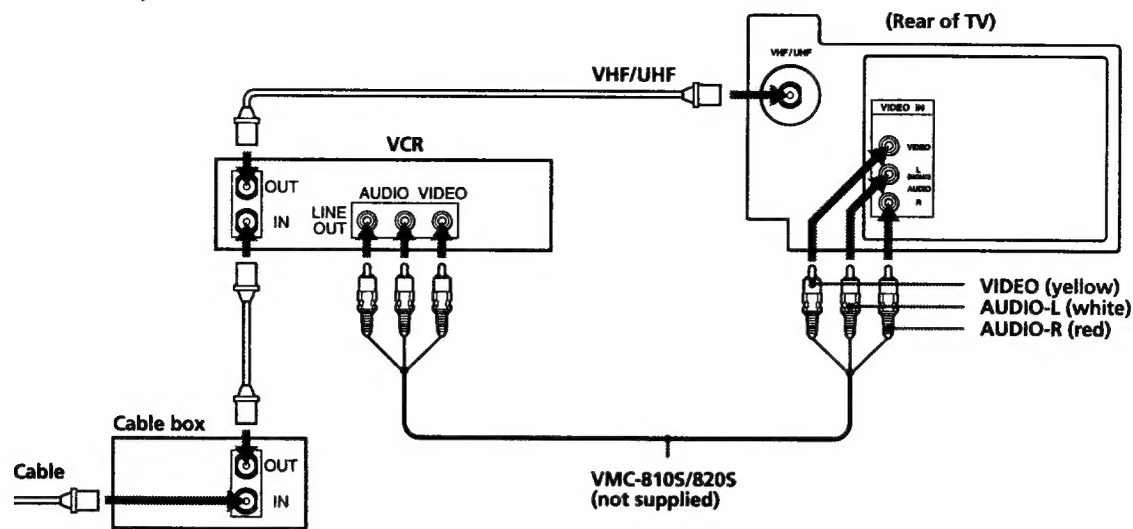 (Rear of TV)
VHF/UHF
VHF/UHF
VIDEO IN
VIDEO
L
(MONO)
AUDIO
R
VCR
OUT
IN
AUDIO VIDEO
LINE
OUT
VIDEO (yellow)
AUDIO-L (white)
AUDIO-R (red)
Cable box
OUT
IN
Cable
VMC-810S/820S
(not supplied)